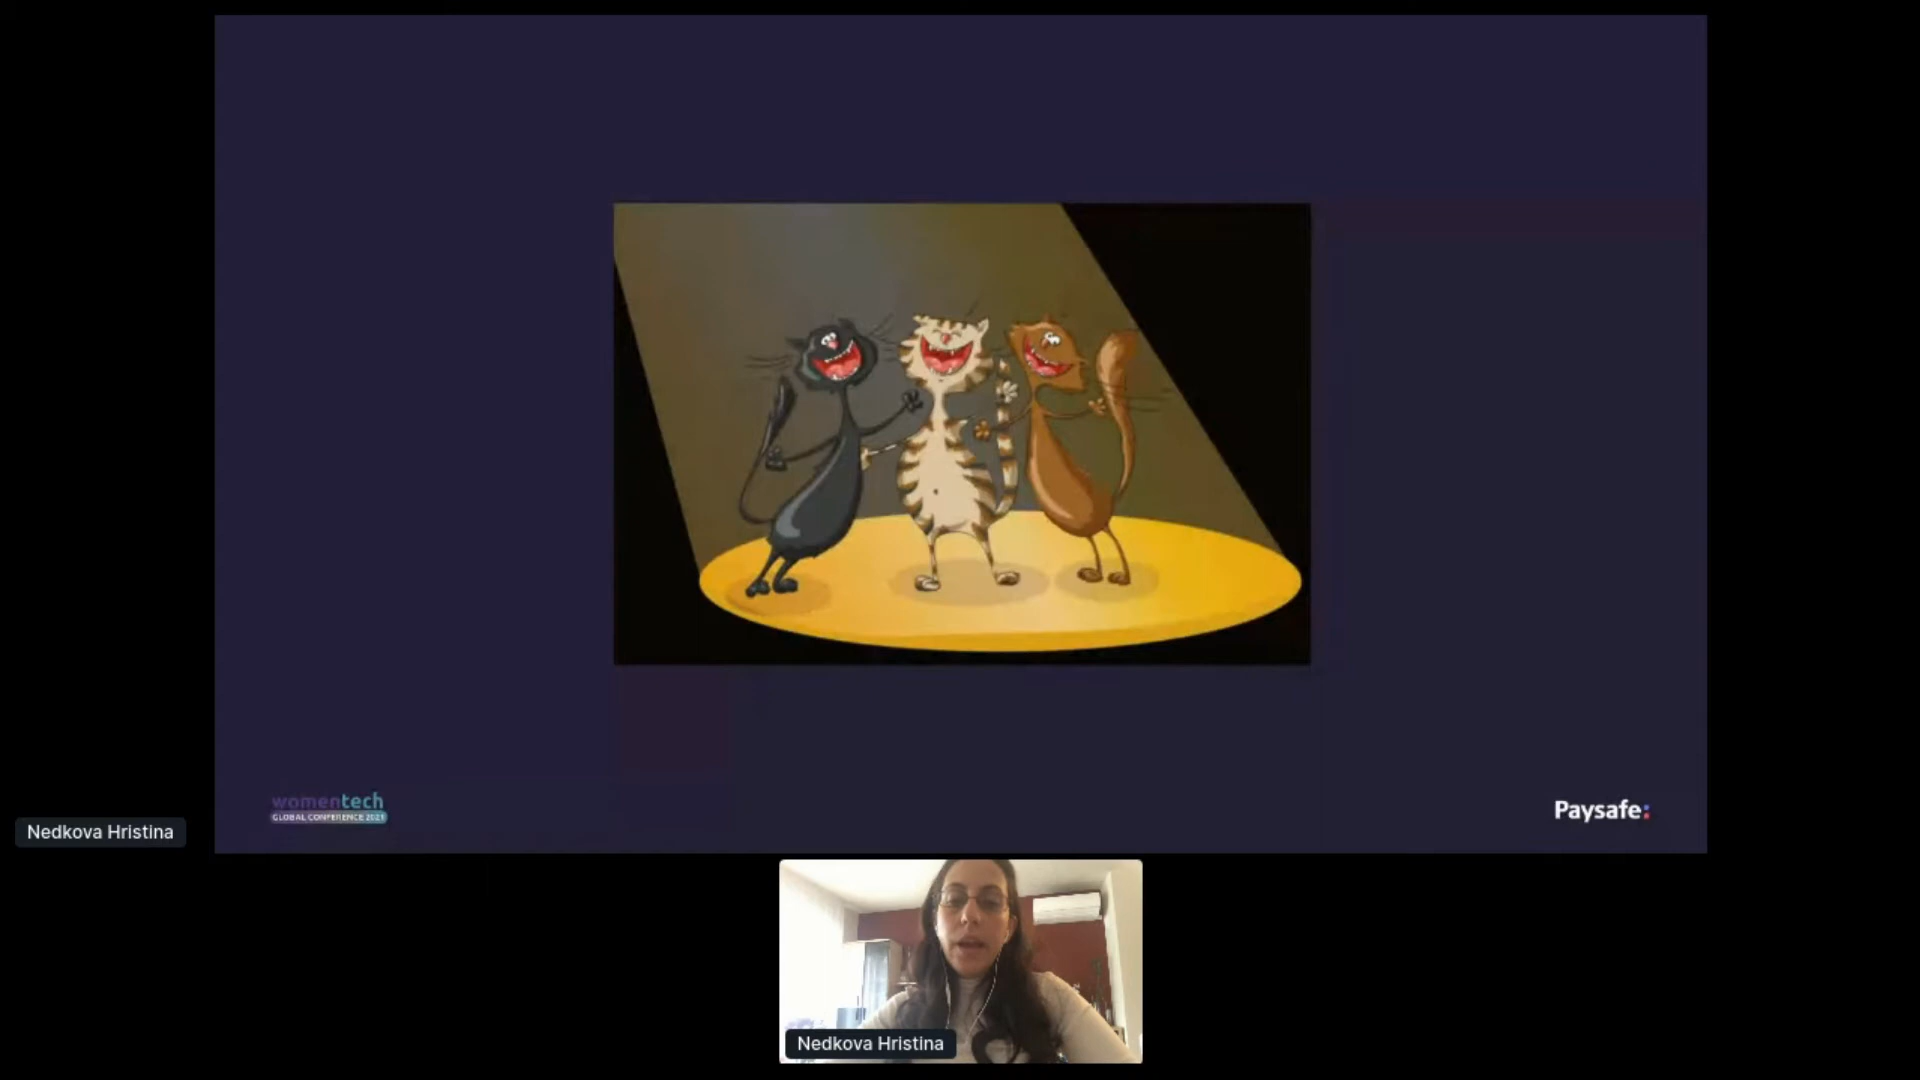 womentech
GLOBAL CONFERENCE 2021
Paysafe:
Nedkova Hristina
Nedkova Hristina